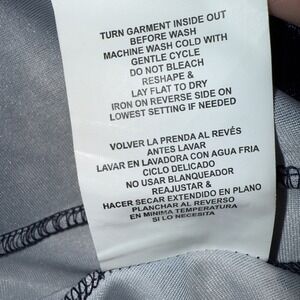 TURN GARMENT INSIDE OUT
BEFORE WASH
MACHINE WASH COLD WITH
GENTLE CYCLE
DO NOT BLEACH
RESHAPE &
LAY FLAT TO DRY
IRON ON REVERSE SIDE ON
LOWEST SETTING IF NEEDED
VOLVER LA PRENDA AL REVÉS
ANTES LAVAR
LAVAR EN LAVADORA CON AGUA FRIA
CICLO DELICADO
NO USAR BLANQUEADOR
REAJUSTAR &
HACER SECAR EXTENDIDO EN PLANO
PLANCHAR AL REVERSO
EN MINIMA TEMPERATURA
SI LO NECESITA